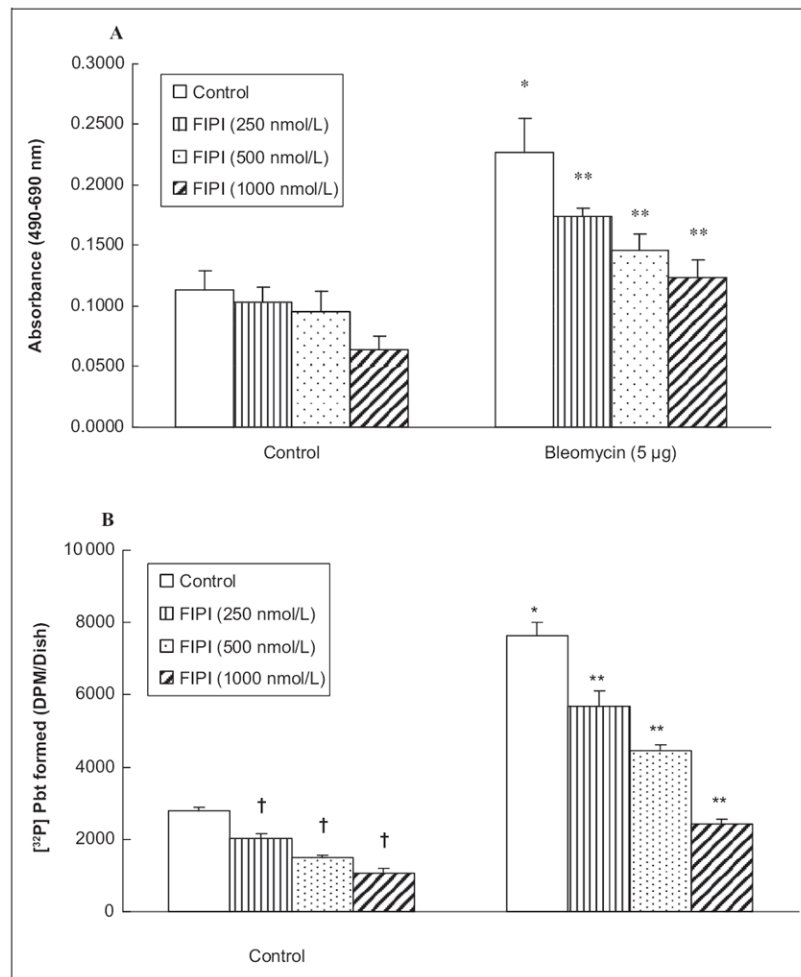 A
0.3000
0.2500
0.2000
0.1500
0.1000
0.0500
0.0000
Absorbance (490-690 nm)
Control
FIPI (250 nmol/L)
FIPI (500 nmol/L)
FIPI (1000 nmol/L)
*
**
**
**
Control
Bleomycin (5 µg)
B
10 000
8000
6000
4000
2000
0
[³²P] Pbt formed (DPM/Dish)
Control
FIPI (250 nmol/L)
FIPI (500 nmol/L)
FIPI (1000 nmol/L)
†
†
†
*
**
**
**
Control